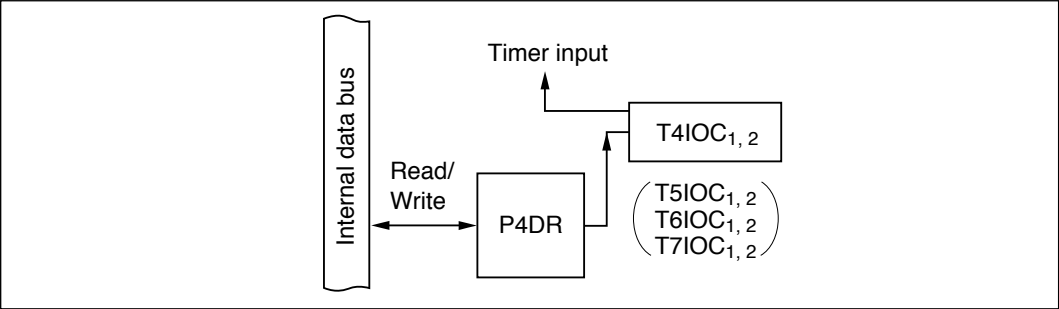 Internal data bus
Timer input
T4IOC1, 2
Read/
Write
P4DR
(T5IOC1, 2
T6IOC1, 2
T7IOC1, 2)